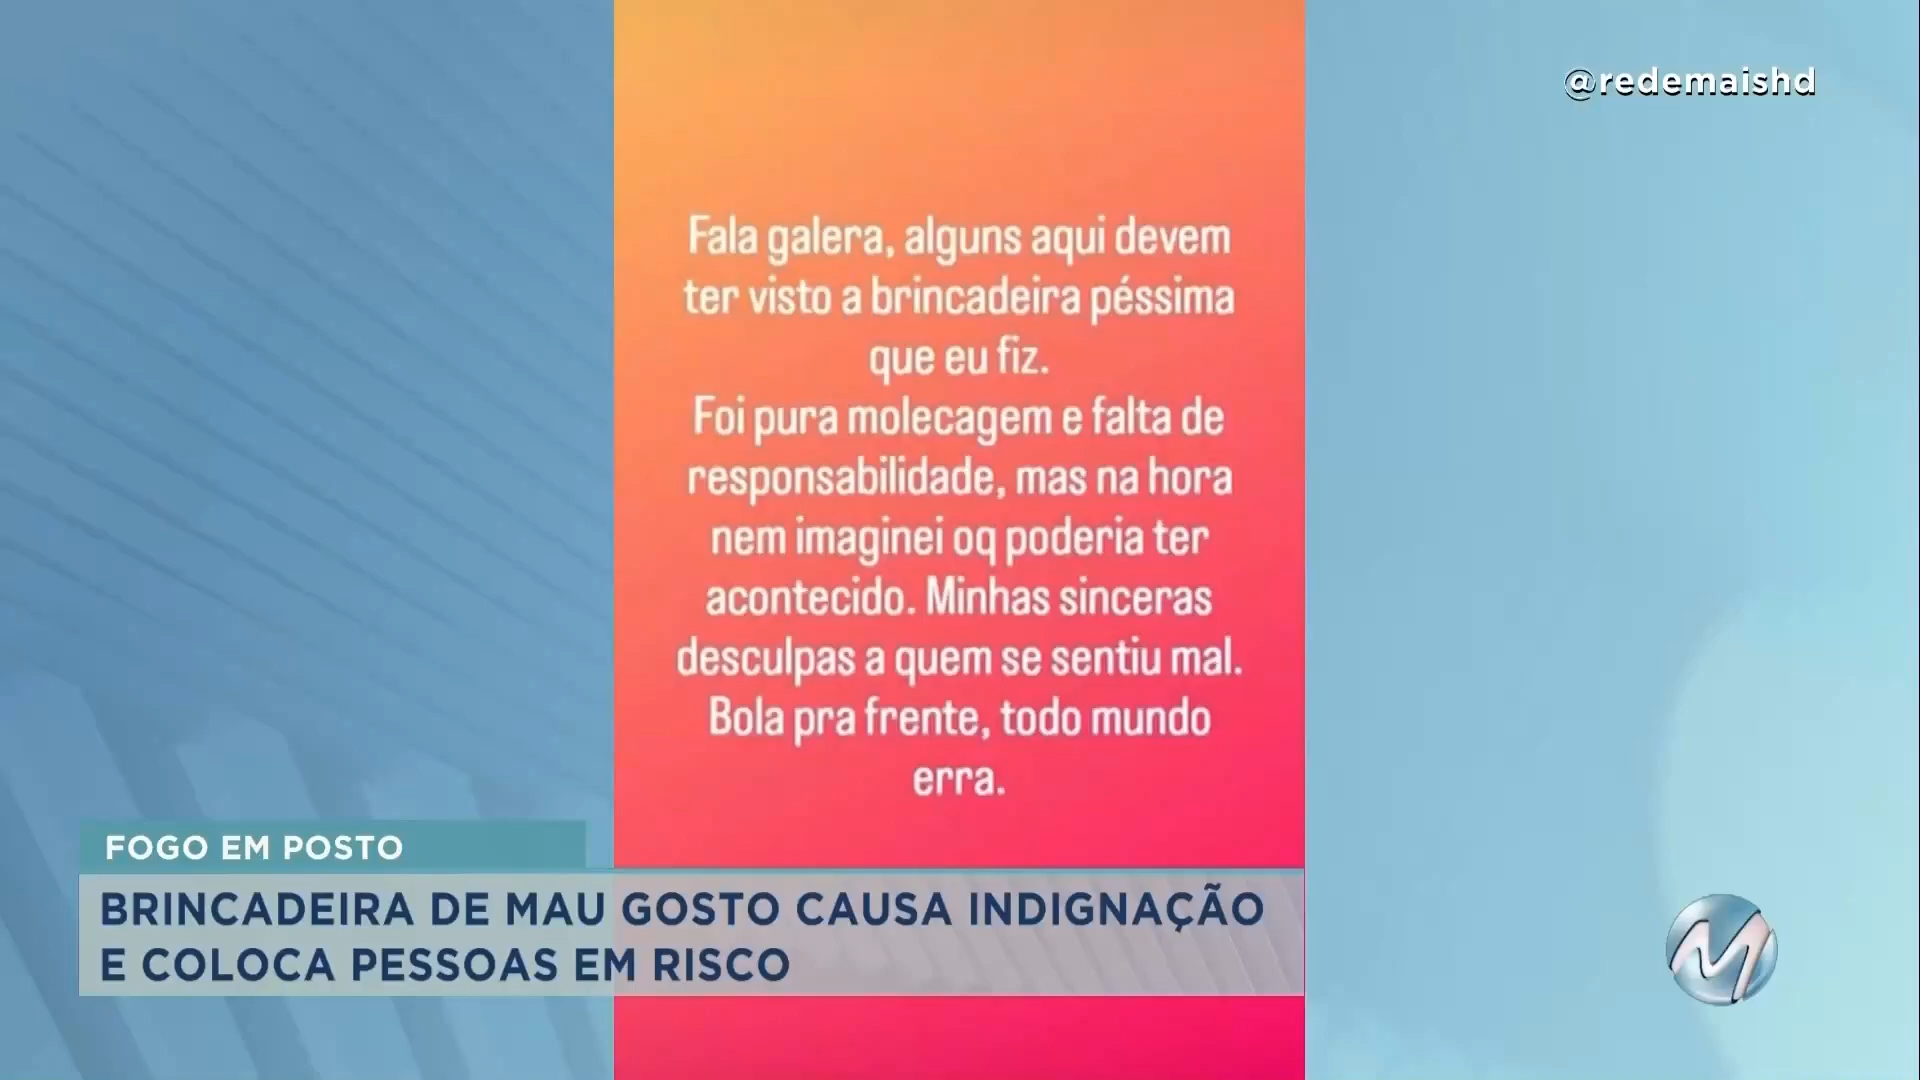 @redemaishd
Fala galera, alguns aqui devem
ter visto a brincadeira péssima
que eu fiz.
Foi pura molecagem e falta de
responsabilidade, mas na hora
nem imaginei oq poderia ter
acontecido. Minhas sinceras
desculpas a quem se sentiu mal.
Bola pra frente, todo mundo
erra.
FOGO EM POSTO
BRINCADEIRA DE MAU GOSTO CAUSA INDIGNAÇÃO
E COLOCA PESSOAS EM RISCO
M